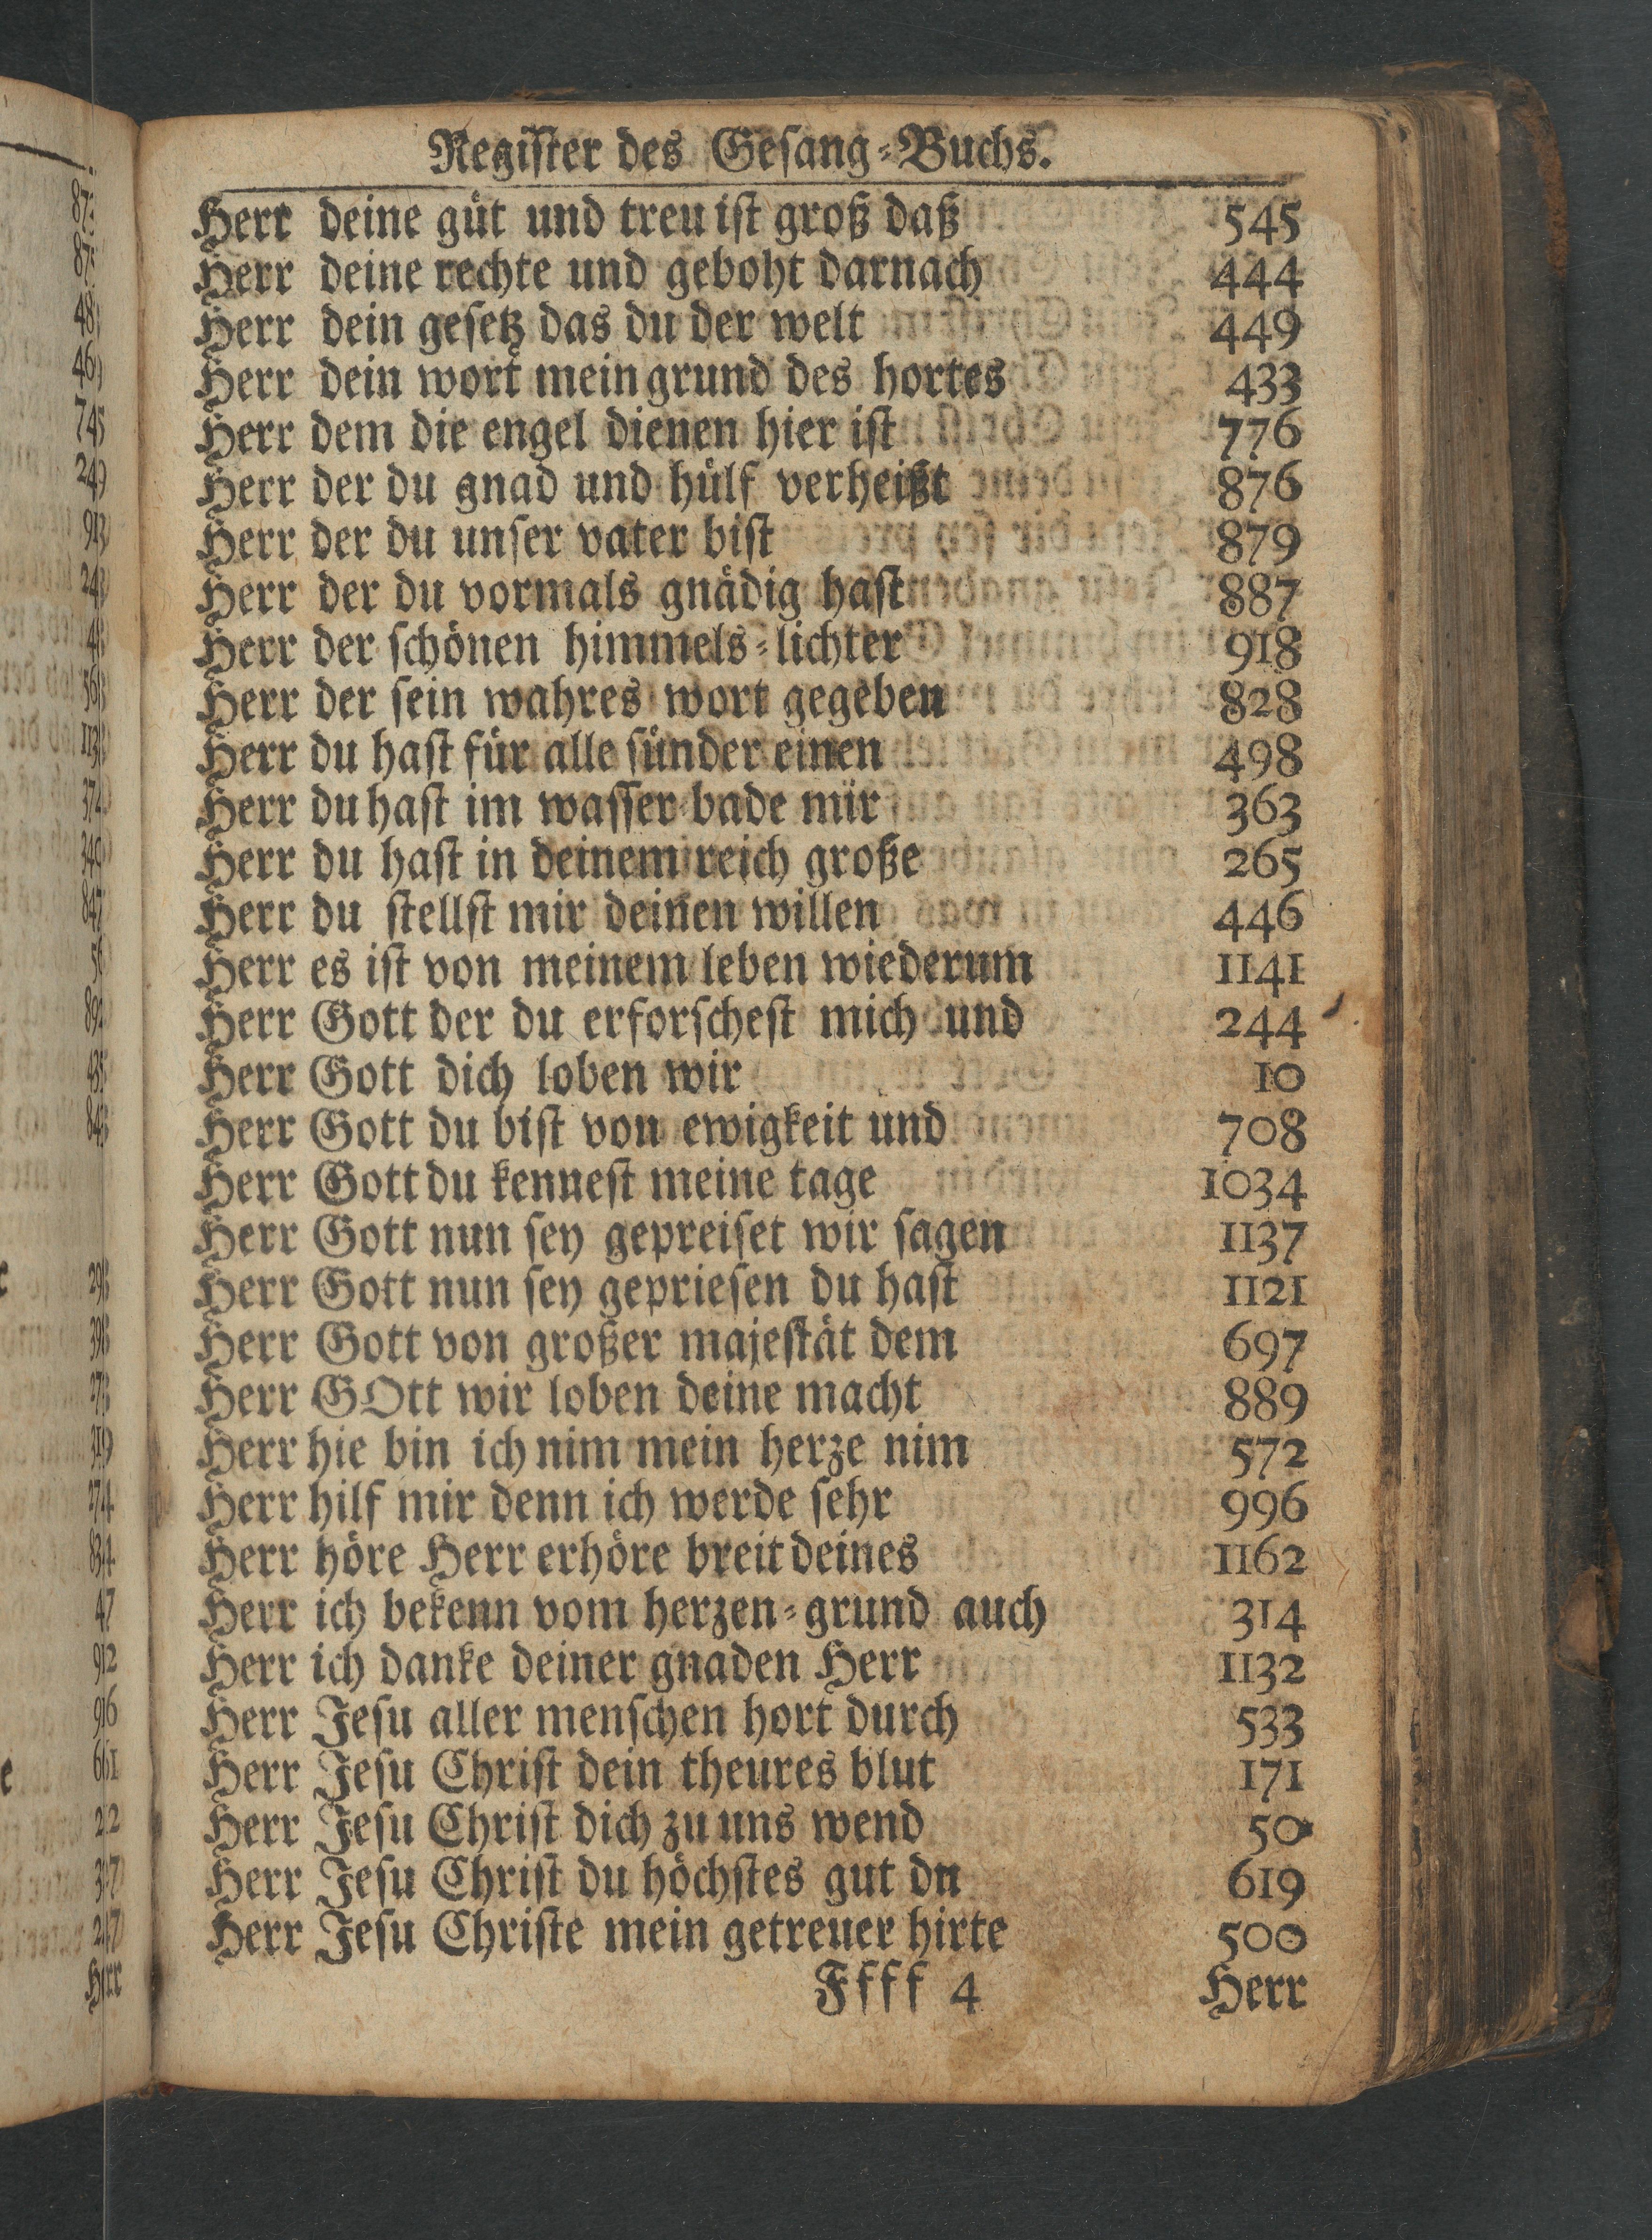 Register des Gesang-Buchs.
Herr deine güt und treu ist groß daß 545
Herr deine rechte und geboht darnach 444
Herr dein gesetz das du der welt 449
Herr dein wort mein grund des hortes 433
Herr dem die engel dienen hier ist 776
Herr der du gnad und hülf verheißt 876
Herr der du unser vater bist 879
Herr der du vormals gnädig hast 887
Herr der schönen himmels-lichter 918
Herr der sein wahres wort gegeben 828
Herr du hast für alle sünder einen 498
Herr du hast im wasser-bade mir 363
Herr du hast in deinem reich große 265
Herr du stellst mir deinen willen 446
Herr es ist von meinem leben wiederum 1141
Herr Gott der du erforschest mich und 244
Herr Gott dich loben wir 10
Herr Gott du bist von ewigkeit und 708
Herr Gott du kennest meine tage 1034
Herr Gott nun sey gepreiset wir sagen 1137
Herr Gott nun sey gepriesen du hast 1121
Herr Gott von großer majestät dem 697
Herr GOtt wir loben deine macht 889
Herr hie bin ich nim mein herze nim 572
Herr hilf mir denn ich werde sehr 996
Herr höre Herr erhöre breit deines 1162
Herr ich bekenn vom herzen-grund auch 314
Herr ich danke deiner gnaden Herr 1132
Herr Jesu aller menschen hort durch 533
Herr Jesu Christ dein theures blut 171
Herr Jesu Christ dich zu uns wend 50
Herr Jesu Christ du höchstes gut dn 619
Herr Jesu Christe mein getreuer hirte 500
Ffff 4 Herr